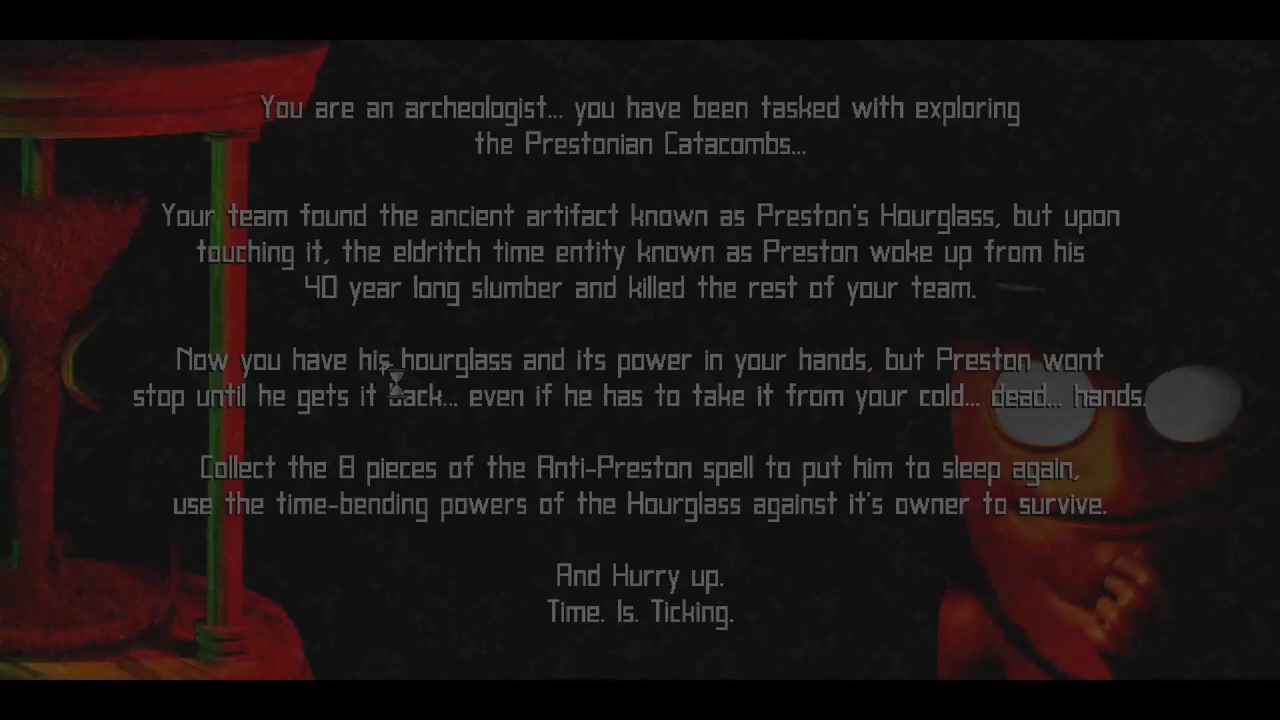 You are an archeologist... you have been tasked with exploring
the Prestonian Catacombs...
Your team found the ancient artifact known as Preston's Hourglass, but upon
touching it, the eldritch time entity known as Preston woke up from his
40 year long slumber and killed the rest of your team.
Now you have his hourglass and its power in your hands, but Preston wont
stop until he gets it back... even if he has to take it from your cold... dead... hands.
Collect the 8 pieces of the Anti-Preston spell to put him to sleep again,
use the time-bending powers of the Hourglass against it's owner to survive.
And Hurry up.
Time. Is. Ticking.